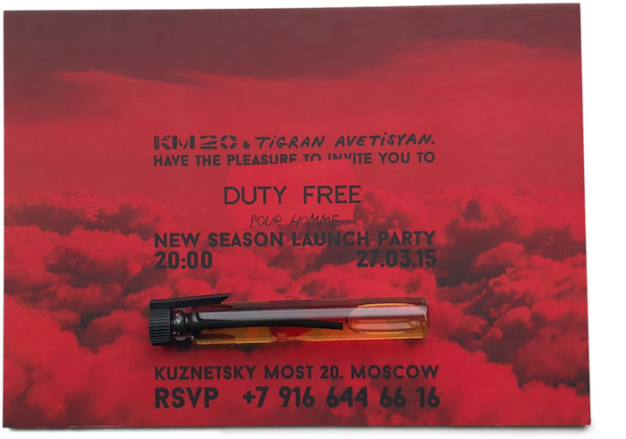 KM20 & TiGRAN AVETiSYAN.
HAVE THE PLEASURE TO INVITE YOU TO
DUTY FREE
POUR HOMME
NEW SEASON LAUNCH PARTY
20:00 27.03.15
KUZNETSKY MOST 20, MOSCOW
RSVP +7 916 644 66 16